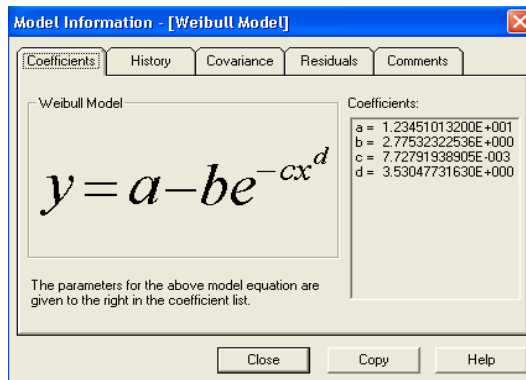 Model Information - [Weibull Model]
Coefficients History Covariance Residuals Comments
Weibull Model
y = a - be^{-cx^d}
Coefficients:
a = 1.23451013200E+001
b = 2.77532322536E+000
c = 7.72791938905E-003
d = 3.53047731630E+000
The parameters for the above model equation are
given to the right in the coefficient list.
Close Copy Help